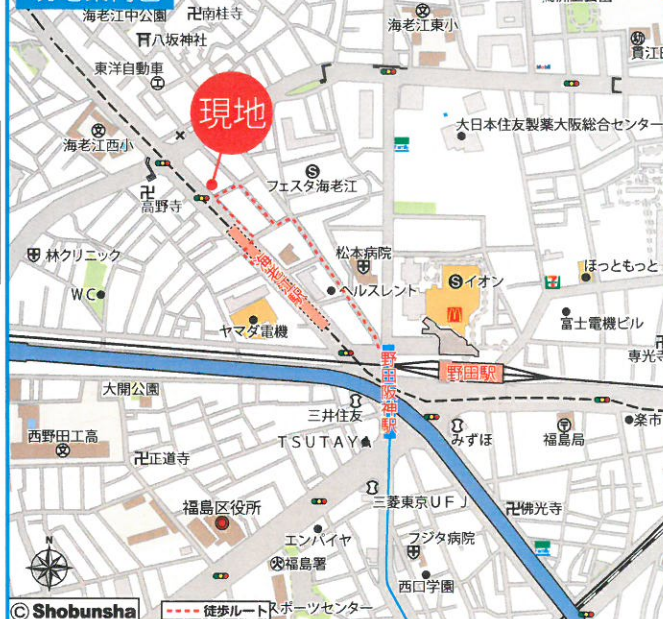 海老江中公園
卍南桂寺
八坂神社
東洋自動車
海老江東小
大日本住友製薬大阪総合センター
現地
海老江西小
フェスタ海老江
高野寺
林クリニック
WC
海老江駅
松本病院
ヘルスレント
イオン
ほっともっと
ヤマダ電機
富士電機ビル
専光寺
野田阪神駅
野田駅
大開公園
三井住友
TSUTAYA
みずほ
福島局
楽市
西野田工高
卍正道寺
福島区役所
三菱東京UFJ
卍佛光寺
エンパイヤ
フジタ病院
福島署
西口学園
N
© Shobunsha
徒歩ルート
スポーツセンター